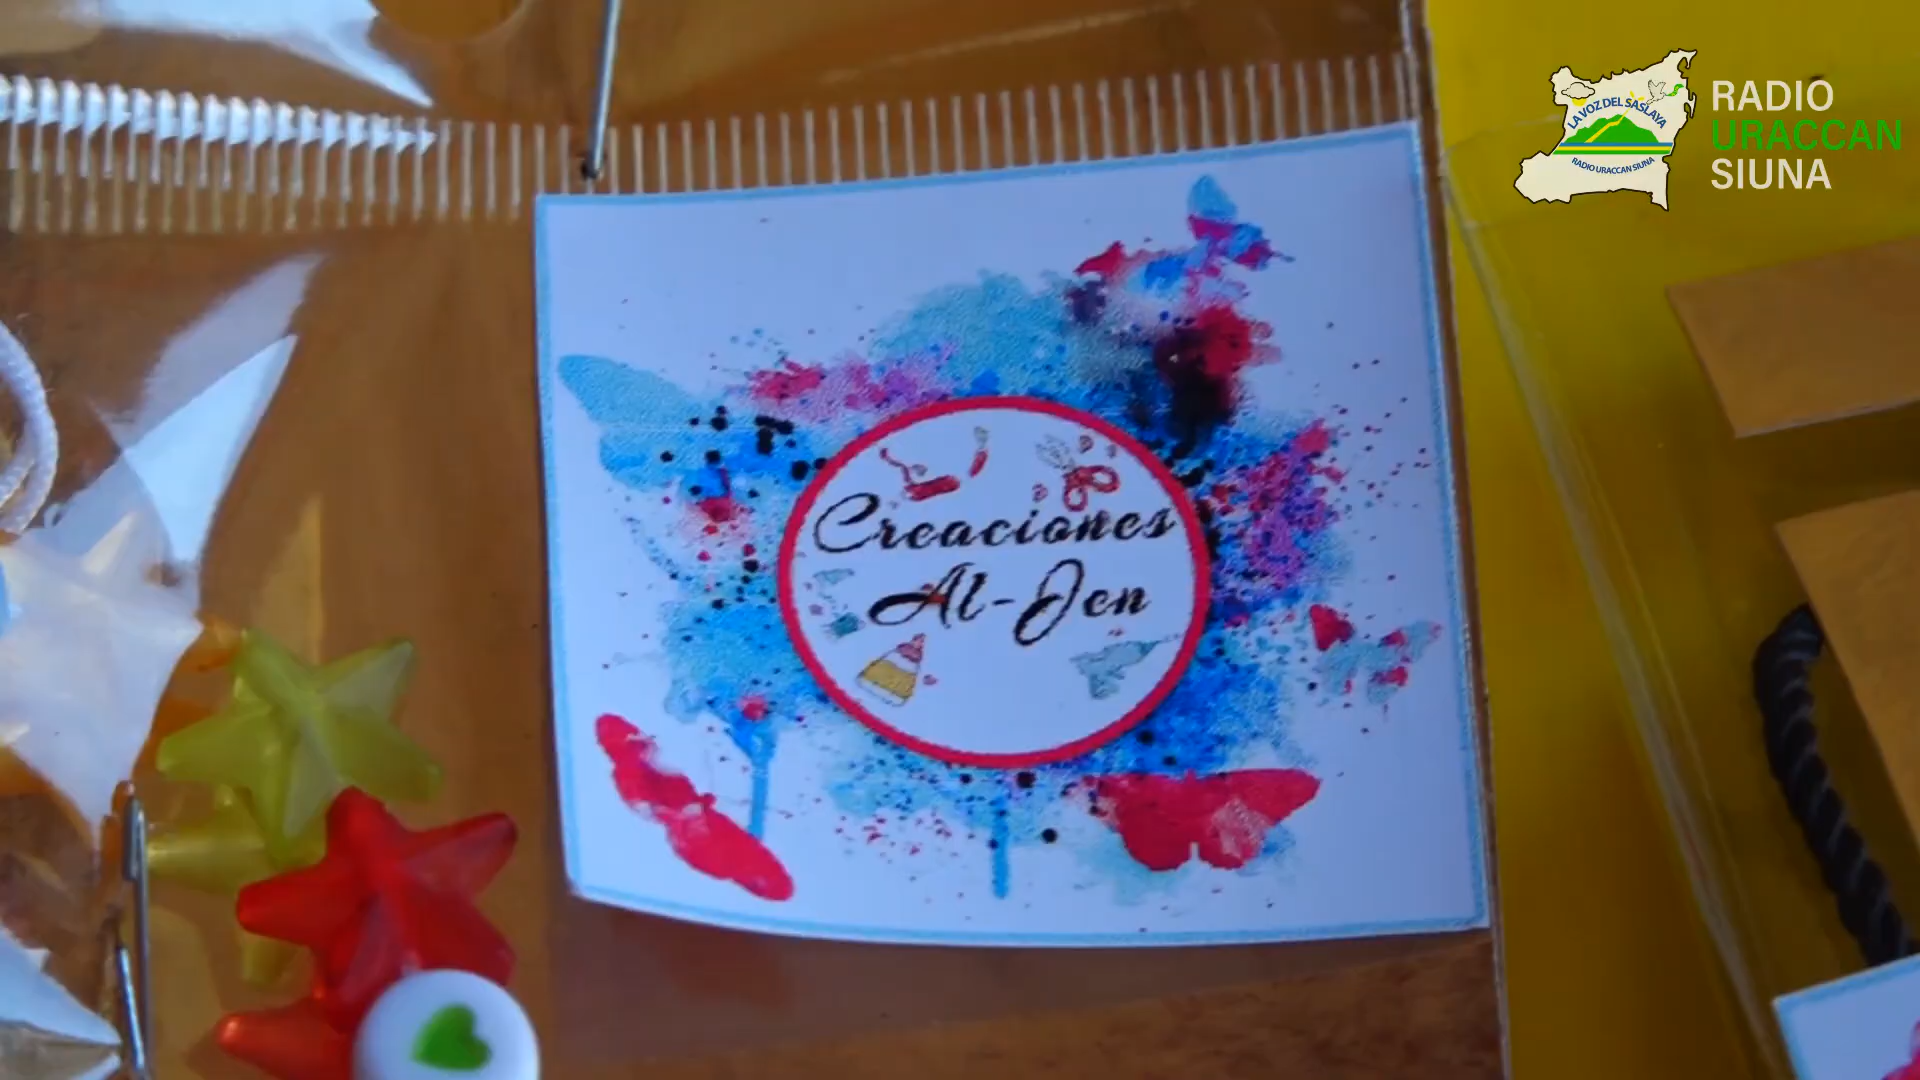 Creaciones
Al-Jen
LA VOZ DEL SASLAYA
RADIO URACCAN SIUNA
RADIO
URACCAN
SIUNA